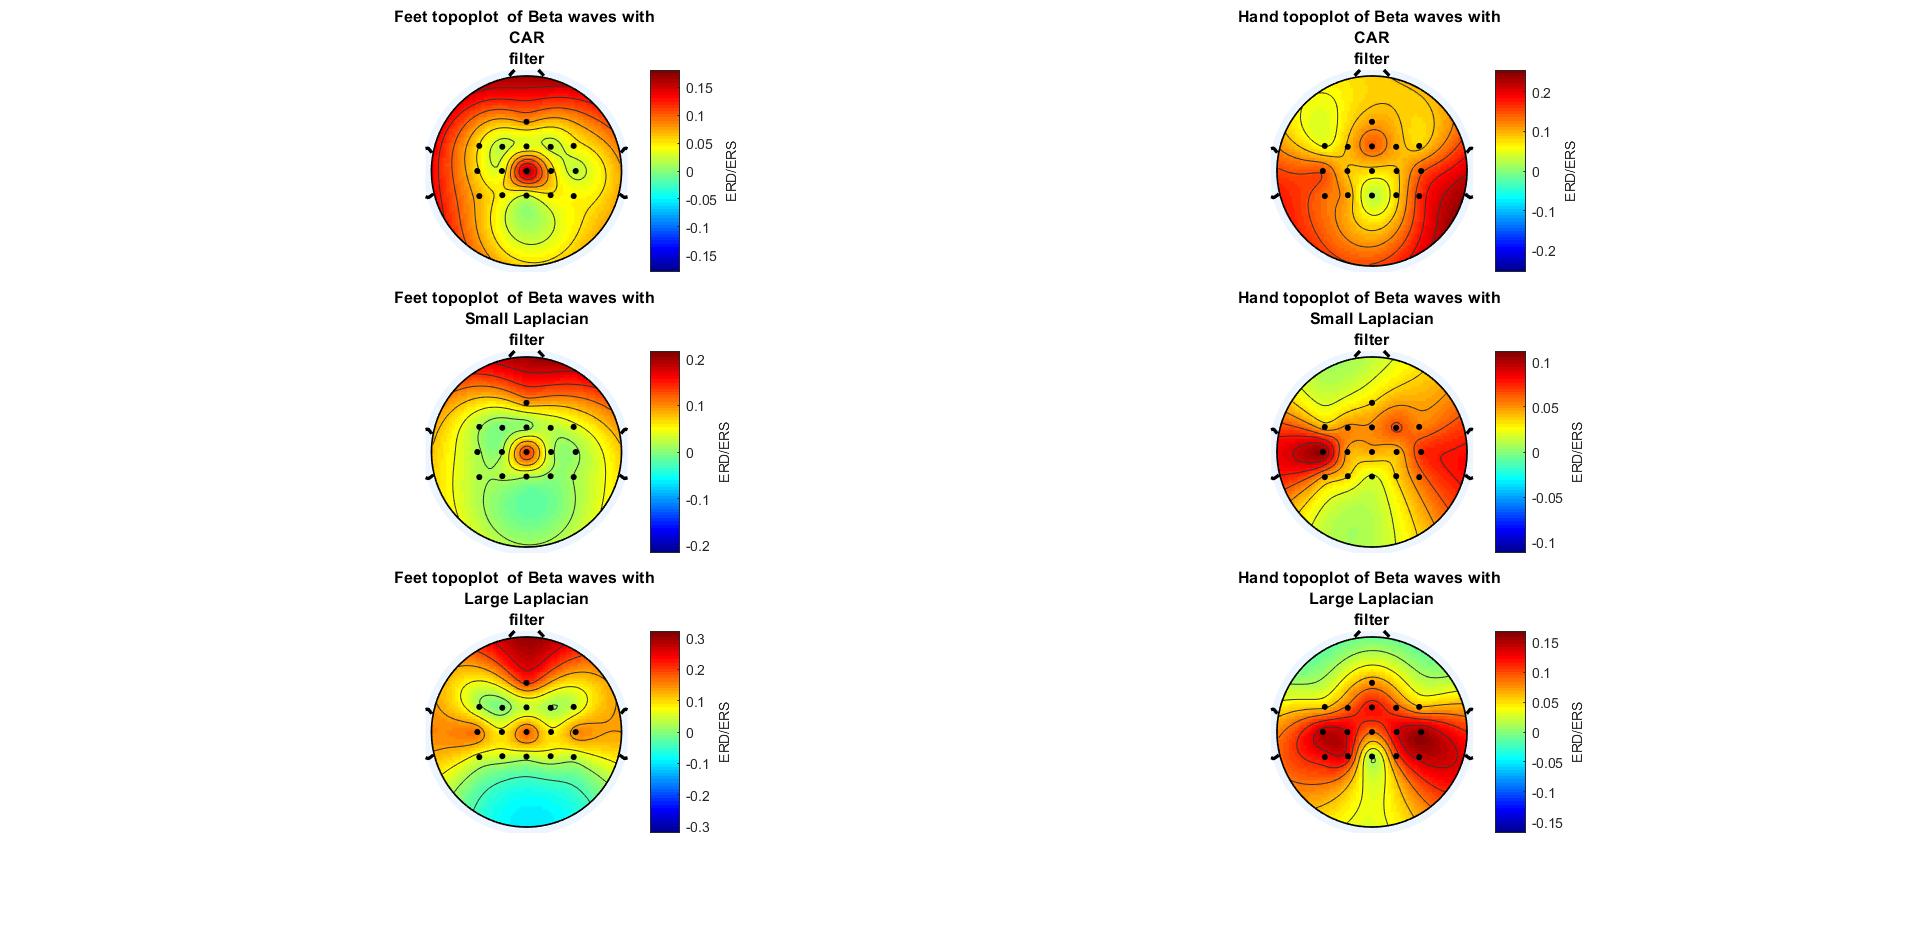 Feet topoplot  of Beta waves with
CAR
filter
0.15
0.1
0.05
0
-0.05
-0.1
-0.15
ERD/ERS
Hand topoplot of Beta waves with
CAR
filter
0.2
0.1
0
-0.1
-0.2
ERD/ERS
Feet topoplot  of Beta waves with
Small Laplacian
filter
0.2
0.1
0
-0.1
-0.2
ERD/ERS
Hand topoplot of Beta waves with
Small Laplacian
filter
0.1
0.05
0
-0.05
-0.1
ERD/ERS
Feet topoplot  of Beta waves with
Large Laplacian
filter
0.3
0.2
0.1
0
-0.1
-0.2
-0.3
ERD/ERS
Hand topoplot of Beta waves with
Large Laplacian
filter
0.15
0.1
0.05
0
-0.05
-0.1
-0.15
ERD/ERS